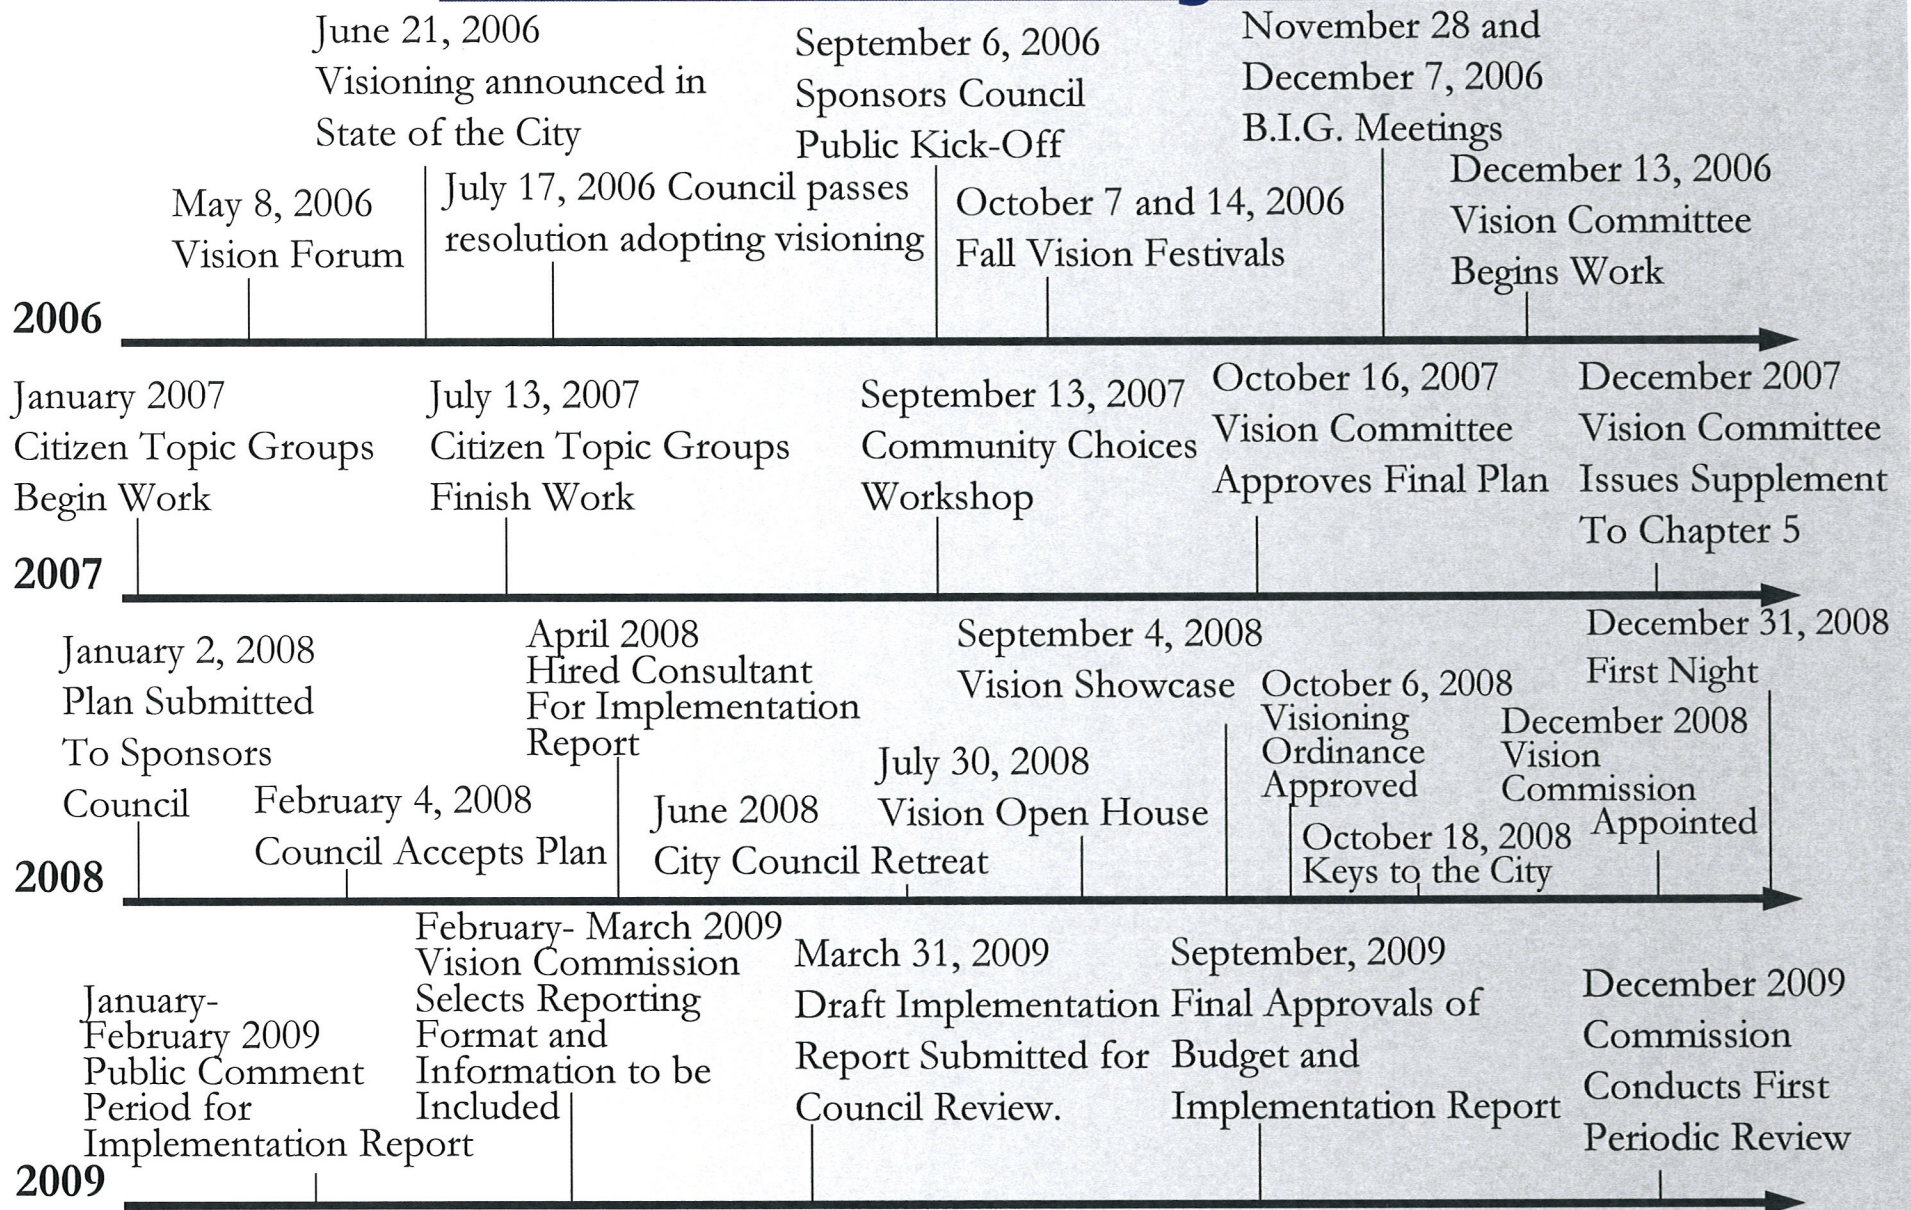 June 21, 2006
Visioning announced in
State of the City
September 6, 2006
Sponsors Council
Public Kick-Off
November 28 and
December 7, 2006
B.I.G. Meetings
May 8, 2006
Vision Forum
July 17, 2006 Council passes
resolution adopting visioning
October 7 and 14, 2006
Fall Vision Festivals
December 13, 2006
Vision Committee
Begins Work
2006
January 2007
Citizen Topic Groups
Begin Work
July 13, 2007
Citizen Topic Groups
Finish Work
September 13, 2007
Community Choices
Workshop
October 16, 2007
Vision Committee
Approves Final Plan
December 2007
Vision Committee
Issues Supplement
To Chapter 5
2007
January 2, 2008
Plan Submitted
To Sponsors
Council
February 4, 2008
Council Accepts Plan
April 2008
Hired Consultant
For Implementation
Report
June 2008
City Council Retreat
July 30, 2008
Vision Open House
September 4, 2008
Vision Showcase
October 6, 2008
Visioning
Ordinance
Approved
October 18, 2008
Keys to the City
December 2008
Vision
Commission
Appointed
December 31, 2008
First Night
2008
January-
February 2009
Public Comment
Period for
Implementation Report
February- March 2009
Vision Commission
Selects Reporting
Format and
Information to be
Included
March 31, 2009
Draft Implementation
Report Submitted for
Council Review.
September, 2009
Final Approvals of
Budget and
Implementation Report
December 2009
Commission
Conducts First
Periodic Review
2009